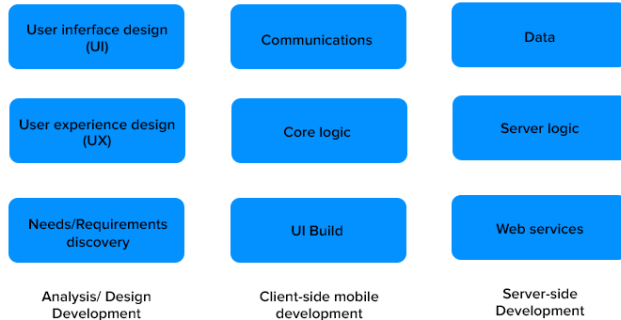 User inferface design
(UI)
Communications
Data
User experience design
(UX)
Core logic
Server logic
Needs/Requirements
discovery
UI Build
Web services
Analysis/ Design
Development
Client-side mobile
development
Server-side
Development